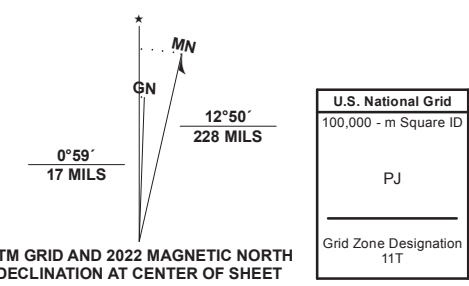 ★
MN
GN
12°50´
228 MILS
0°59´
17 MILS
TM GRID AND 2022 MAGNETIC NORTH
DECLINATION AT CENTER OF SHEET
U.S. National Grid
100,000 - m Square ID
PJ
Grid Zone Designation
11T